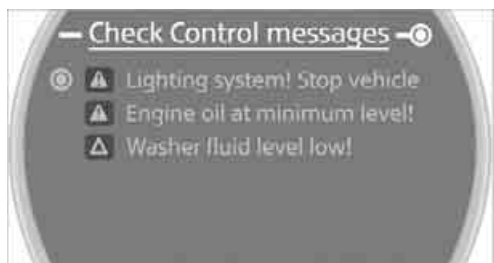 Check Control messages
Lighting system! Stop vehicle
Engine oil at minimum level!
Washer fluid level low!